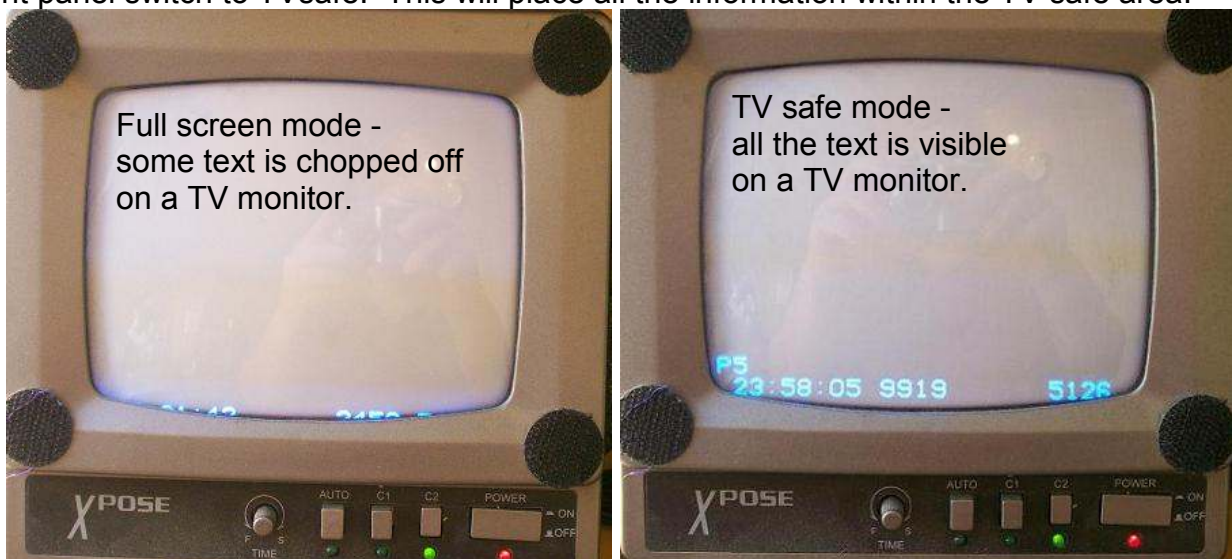 panel switch to TVsafe. This will place all the information within the TV safe area.
Full screen mode -
some text is chopped off
on a TV monitor.
XPOSE
F S
TIME
AUTO C1 C2 POWER
ON
OFF
TV safe mode -
all the text is visible
on a TV monitor.
P5
23:58:05 9919 5126
XPOSE
F S
TIME
AUTO C1 C2 POWER
ON
OFF